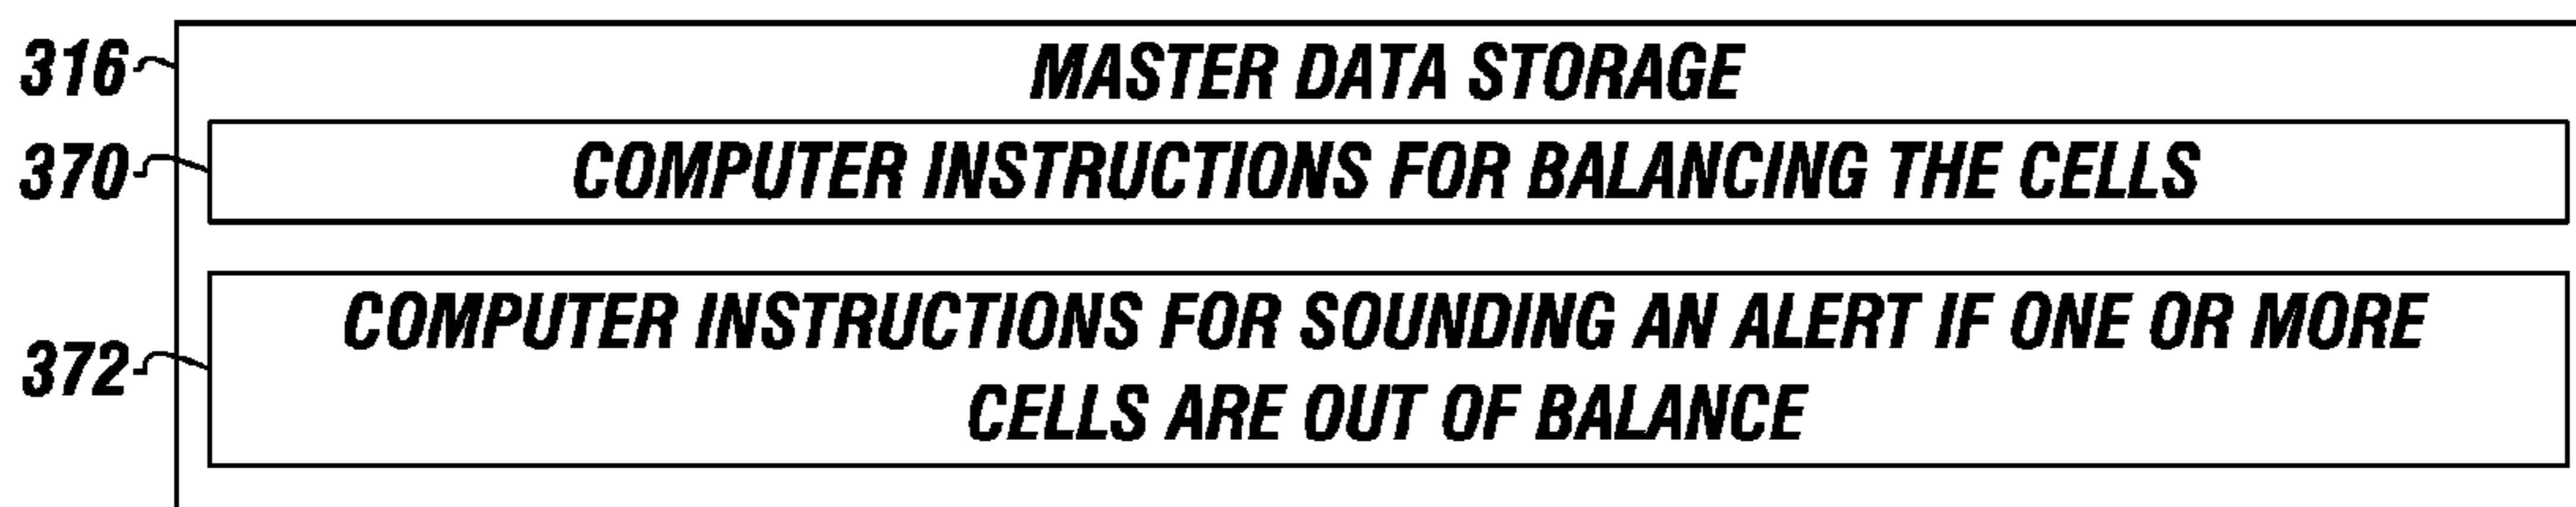 316 MASTER DATA STORAGE
370 COMPUTER INSTRUCTIONS FOR BALANCING THE CELLS
COMPUTER INSTRUCTIONS FOR SOUNDING AN ALERT IF ONE OR MORE
372
CELLS ARE OUT OF BALANCE